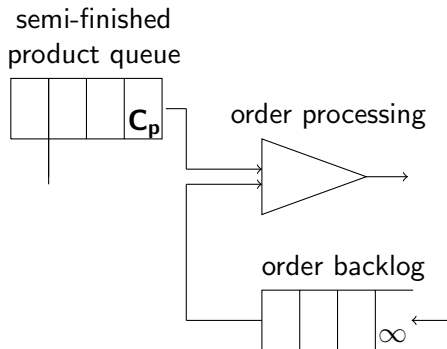 semi-finished
product queue
C_p
order processing
order backlog
∞